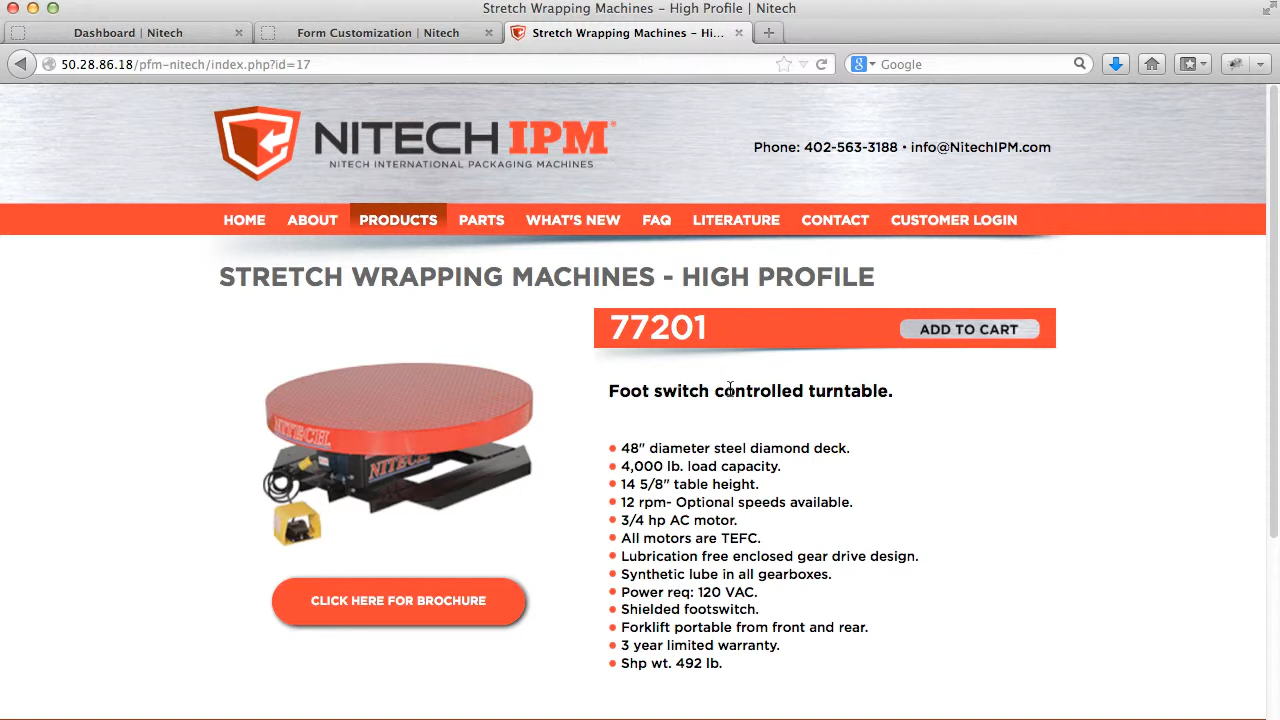 Stretch Wrapping Machines – High Profile | Nitech
Dashboard | Nitech
Form Customization | Nitech
Stretch Wrapping Machines – Hi...
50.28.86.18/pfm-nitech/index.php?id=17
Google
NITECH IPM®
NITECH INTERNATIONAL PACKAGING MACHINES
Phone: 402-563-3188 • info@NitechIPM.com
HOME ABOUT PRODUCTS PARTS WHAT'S NEW FAQ LITERATURE CONTACT CUSTOMER LOGIN
STRETCH WRAPPING MACHINES - HIGH PROFILE
77201
ADD TO CART
Foot switch controlled turntable.
48" diameter steel diamond deck.
4,000 lb. load capacity.
14 5/8" table height.
12 rpm- Optional speeds available.
3/4 hp AC motor.
All motors are TEFC.
Lubrication free enclosed gear drive design.
Synthetic lube in all gearboxes.
Power req: 120 VAC.
Shielded footswitch.
Forklift portable from front and rear.
3 year limited warranty.
Shp wt. 492 lb.
NITECH
NITECH
CLICK HERE FOR BROCHURE